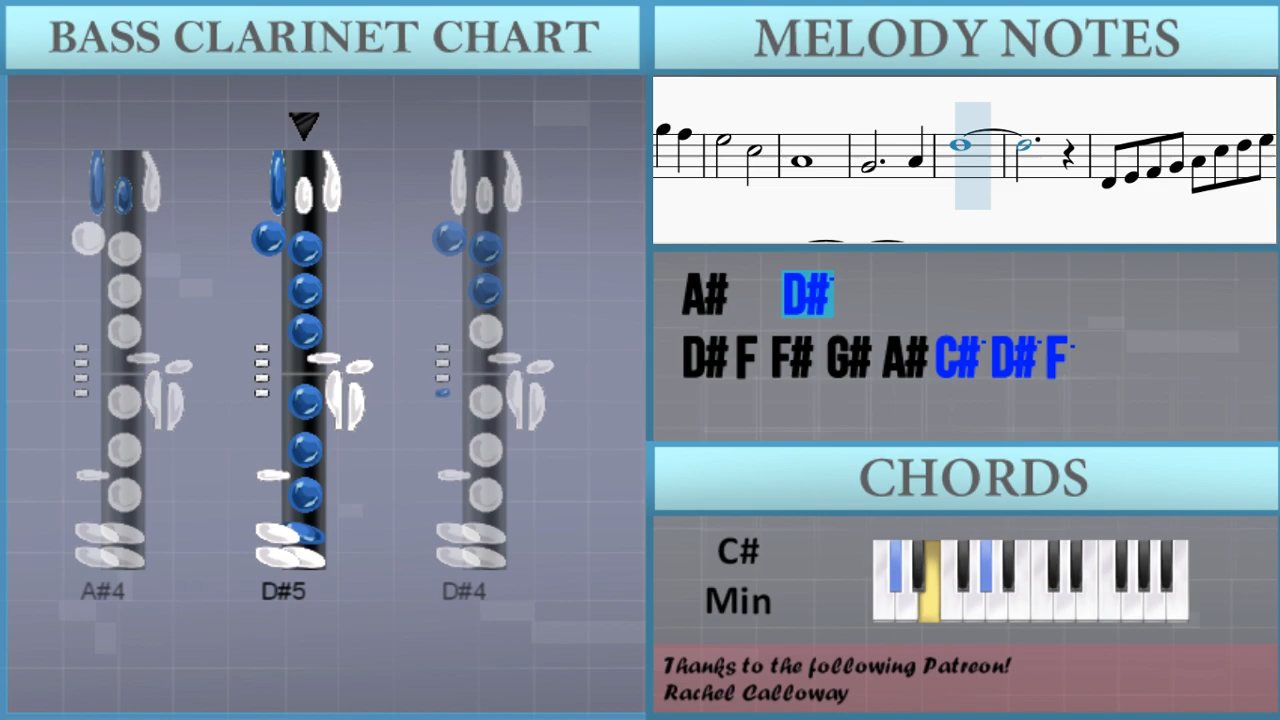 BASS CLARINET CHART
A#4 D#5 D#4
MELODY NOTES
A# D#-
D# F F# G# A# C#- D#- F-
CHORDS
C#
Min
Thanks to the following Patreon!
Rachel Calloway